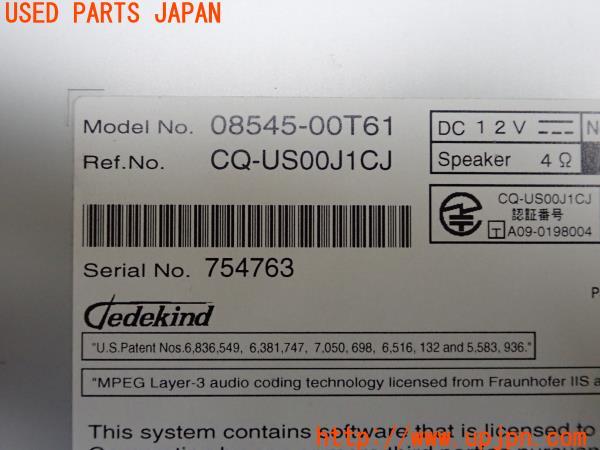 USED PARTS JAPAN
Model No. 08545-00T61
Ref.No. CQ-US00J1CJ
DC 12V
Speaker 4Ω
CQ-US00J1CJ
認証番号
T A09-0198004
Serial No. 754763
Gedekind
"U.S.Patent Nos.6,836,549, 6,381,747, 7,050, 698, 6,516, 132 and 5,583, 936."
"MPEG Layer-3 audio coding technology licensed from Fraunhofer IIS
This system contains software that is licensed to
www.upjpn.com